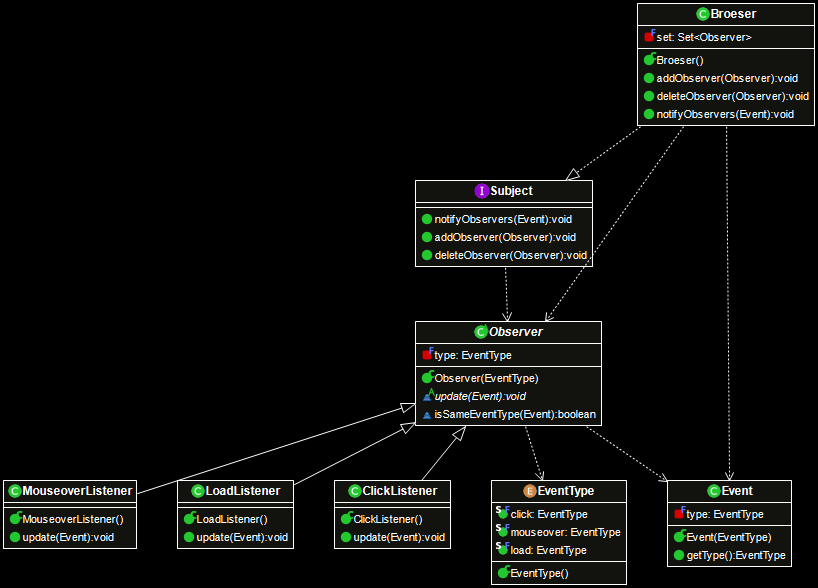 Broeser
set: Set<Observer>
Broeser()
addObserver(Observer):void
deleteObserver(Observer):void
notifyObservers(Event):void
Subject
notifyObservers(Event):void
addObserver(Observer):void
deleteObserver(Observer):void
Observer
type: EventType
Observer(EventType)
update(Event):void
isSameEventType(Event):boolean
MouseoverListener
MouseoverListener()
update(Event):void
LoadListener
LoadListener()
update(Event):void
ClickListener
ClickListener()
update(Event):void
EventType
click: EventType
mouseover: EventType
load: EventType
EventType()
Event
type: EventType
Event(EventType)
getType():EventType